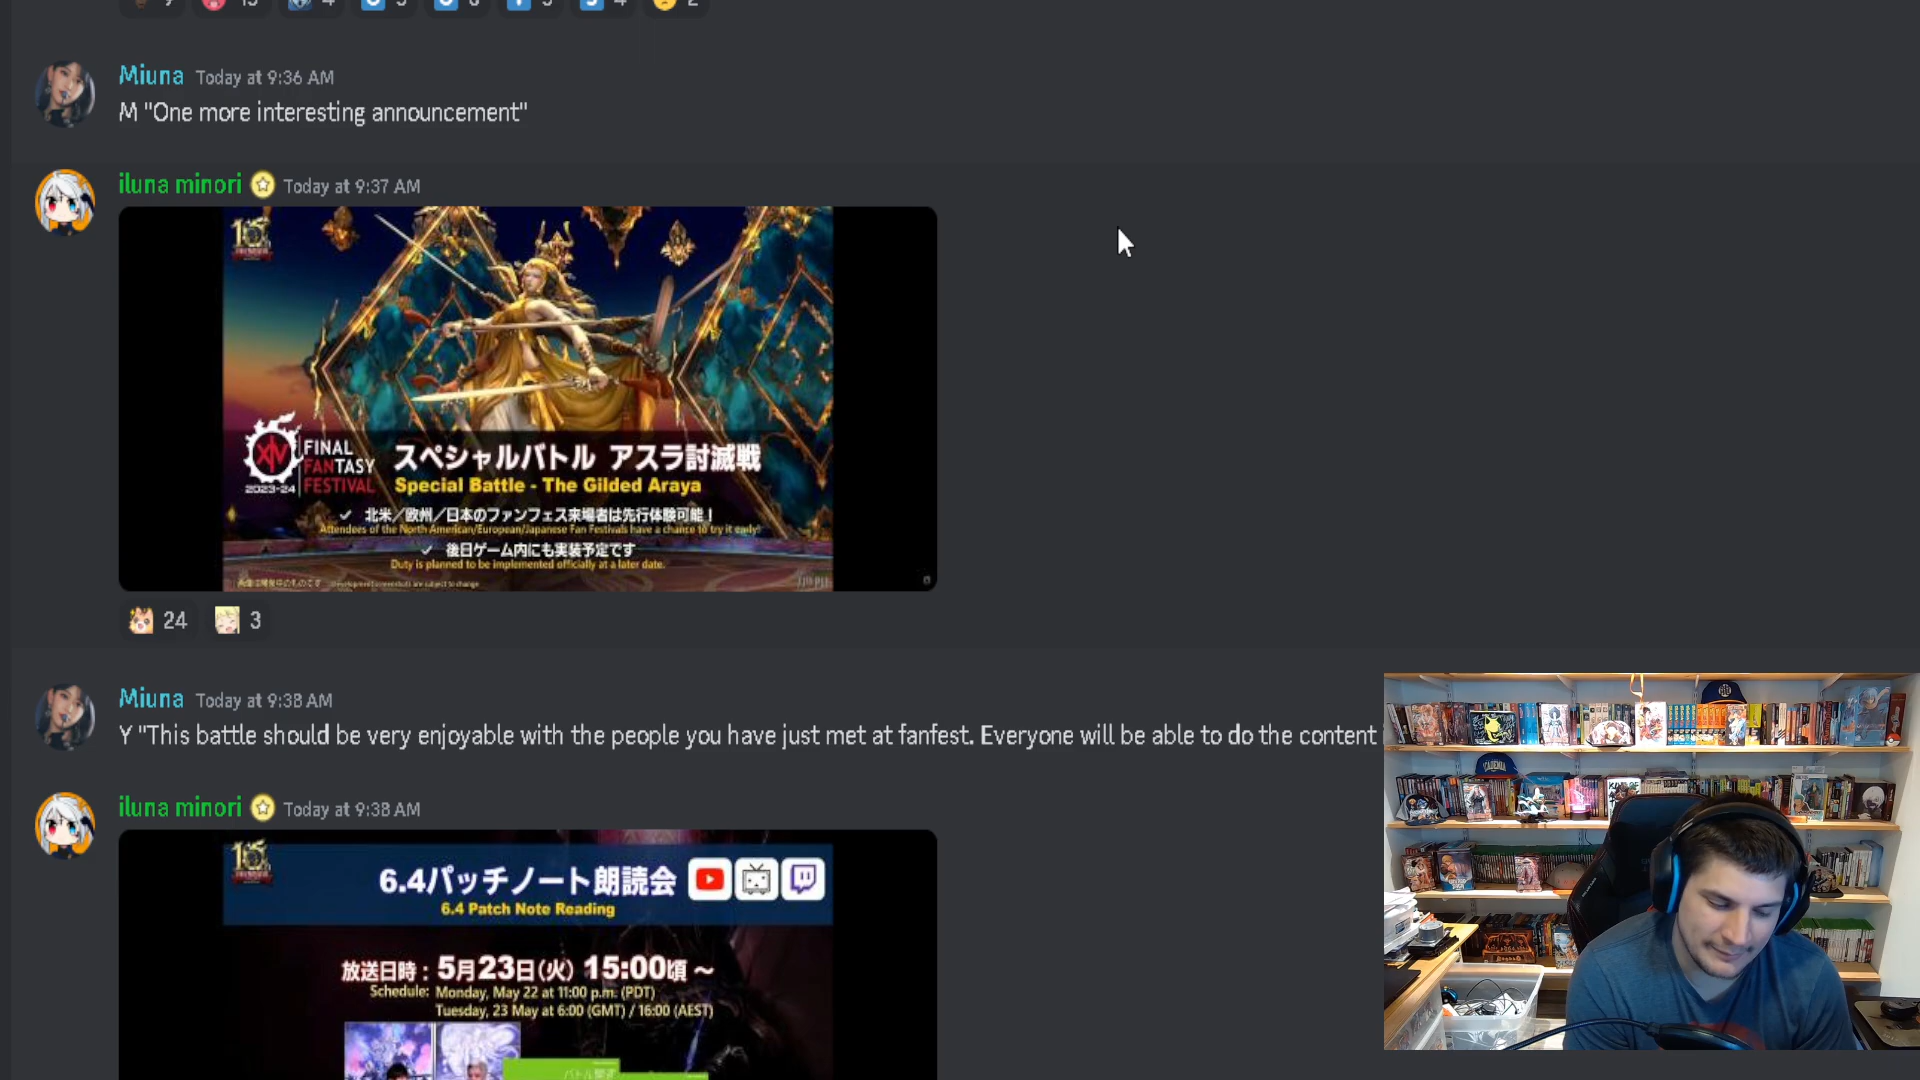 Miuna Today at 9:36 AM
M "One more interesting announcement"
iluna minori Today at 9:37 AM
FINAL FANTASY FESTIVAL
2023-24
スペシャルバトル アスラ討滅戦
Special Battle - The Gilded Araya
✓ 北米／欧州／日本のファンフェス来場者は先行体験可能！
Attendees of the North American/European/Japanese Fan Festivals have a chance to try it early!
✓ 後日ゲーム内にも実装予定です
Duty is planned to be implemented officially at a later date.
24 3
Miuna Today at 9:38 AM
Y "This battle should be very enjoyable with the people you have just met at fanfest. Everyone will be able to do the content
iluna minori Today at 9:38 AM
6.4パッチノート朗読会
6.4 Patch Note Reading
放送日時：5月23日(火) 15:00頃 ～
Schedule: Monday, May 22 at 11:00 p.m. (PDT)
Tuesday, 23 May at 6:00 (GMT) / 16:00 (AEST)